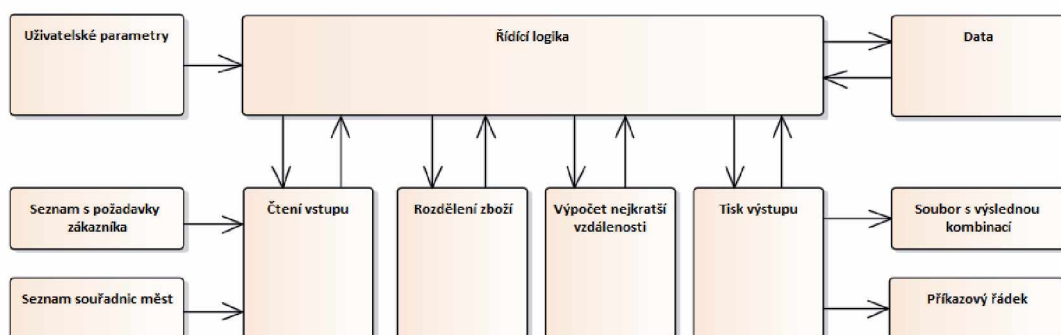 Uživatelské parametry
Řídící logika
Data
Seznam s požadavky
zákazníka
Čtení vstupu
Rozdělení zboží
Výpočet nejkratší
vzdálenosti
Tisk výstupu
Soubor s výslednou
kombinací
Seznam souřadnic měst
Příkazový řádek